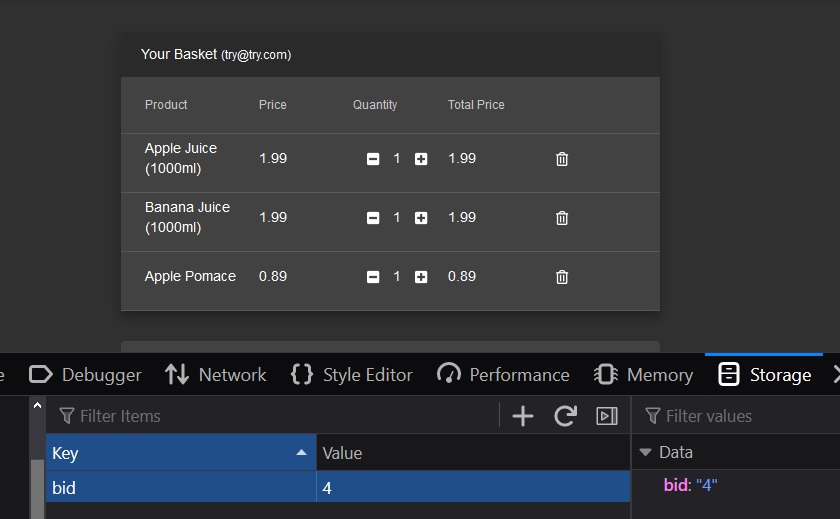 Your Basket (try@try.com)
Product Price Quantity Total Price
Apple Juice
(1000ml) 1.99 1 1.99
Banana Juice
(1000ml) 1.99 1 1.99
Apple Pomace 0.89 1 0.89
e Debugger Network Style Editor Performance Memory Storage
Filter Items Filter values
Key Value Data
bid 4 bid: "4"